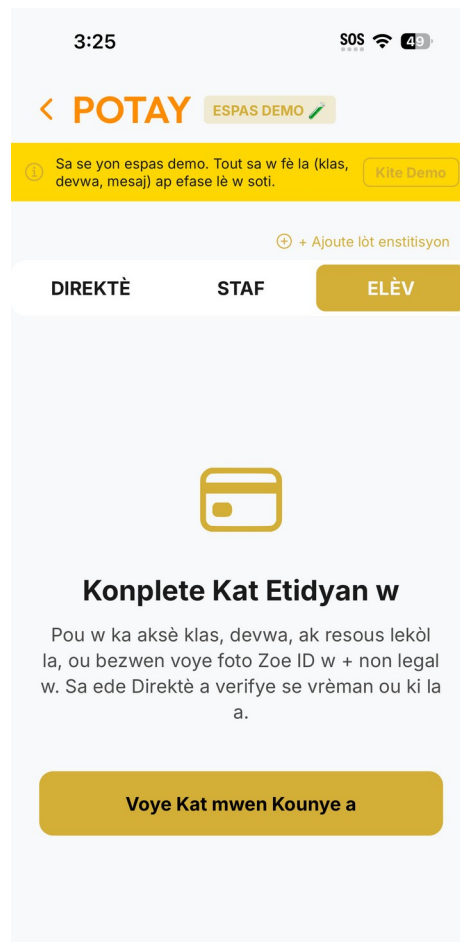 3:25
SOS
49
< POTAY
ESPAS DEMO
Sa se yon espas demo. Tout sa w fè la (klas,
devwa, mesaj) ap efase lè w soti.
Kite Demo
+ Ajoute lòt enstitisyon
DIREKTÈ
STAF
ELÈV
Konplete Kat Etidyan w
Pou w ka aksè klas, devwa, ak resous lekòl
la, ou bezwen voye foto Zoe ID w + non legal
w. Sa ede Direktè a verifye se vrèman ou ki la
a.
Voye Kat mwen Kounye a